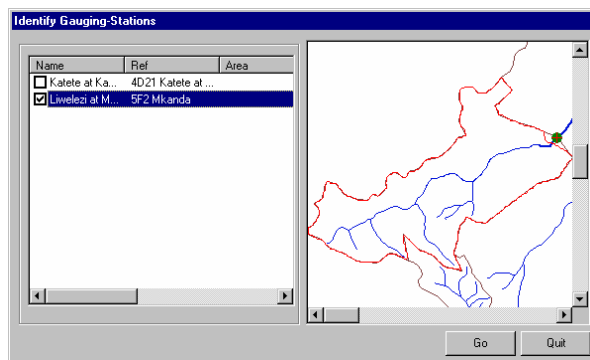 Identify Gauging-Stations
Name Ref Area
Katete at Ka... 4D21 Katete at ...
Liwelezi at M... 5F2 Mkanda
Go Quit